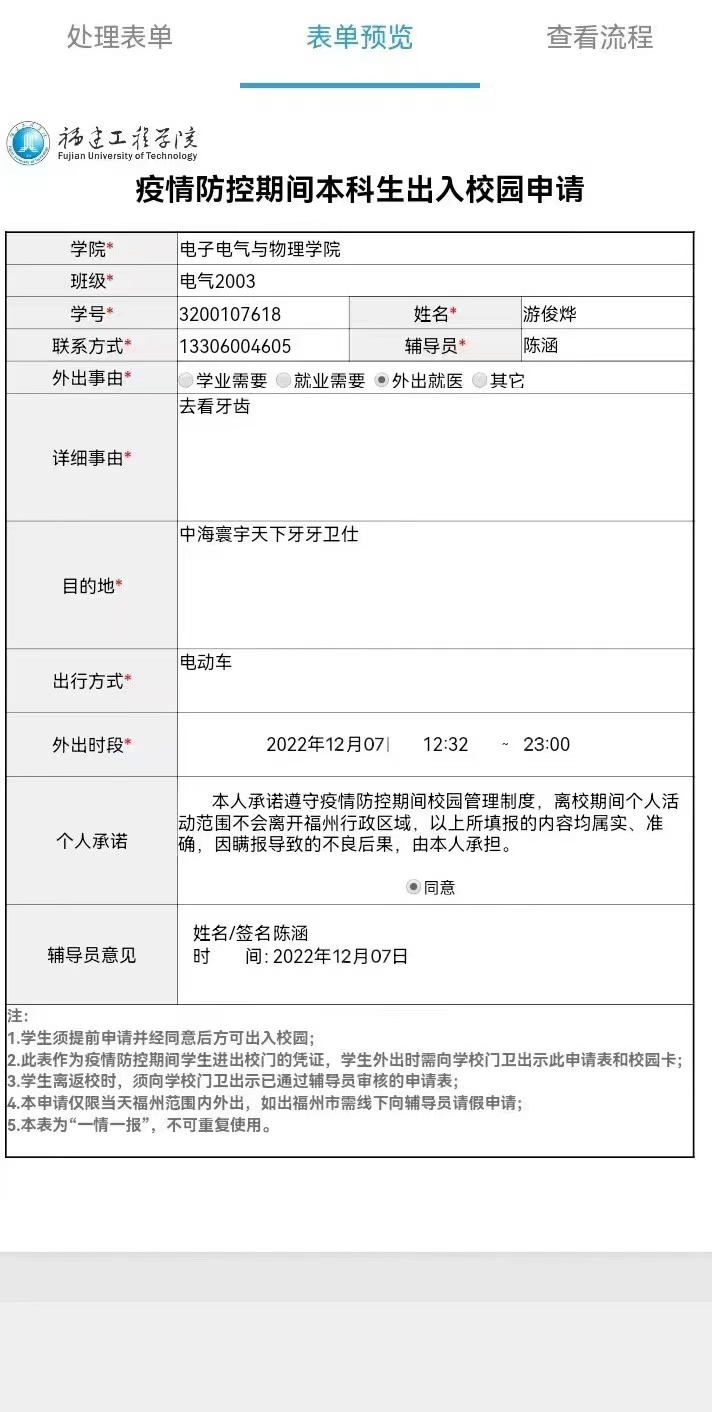 处理表单 表单预览 查看流程
福建工程学院
Fujian University of Technology
疫情防控期间本科生出入校园申请
学院* 电子电气与物理学院
班级* 电气2003
学号* 3200107618 姓名* 游俊烨
联系方式* 13306004605 辅导员* 陈涵
外出事由* 学业需要 就业需要 外出就医 其它
详细事由* 去看牙齿
目的地* 中海寰宇天下牙牙卫仕
出行方式* 电动车
外出时段* 2022年12月07 12:32 ~ 23:00
个人承诺
本人承诺遵守疫情防控期间校园管理制度，离校期间个人活
动范围不会离开福州行政区域，以上所填报的内容均属实、准
确，因瞒报导致的不良后果，由本人承担。
同意
辅导员意见
姓名/签名陈涵
时 间：2022年12月07日
注：
1.学生须提前申请并经同意后方可出入校园；
2.此表作为疫情防控期间学生进出校门的凭证，学生外出时需向学校门卫出示此申请表和校园卡；
3.学生离返校时，须向学校门卫出示已通过辅导员审核的申请表；
4.本申请仅限当天福州范围内外出，如出福州市需线下向辅导员请假申请；
5.本表为“一情一报”，不可重复使用。